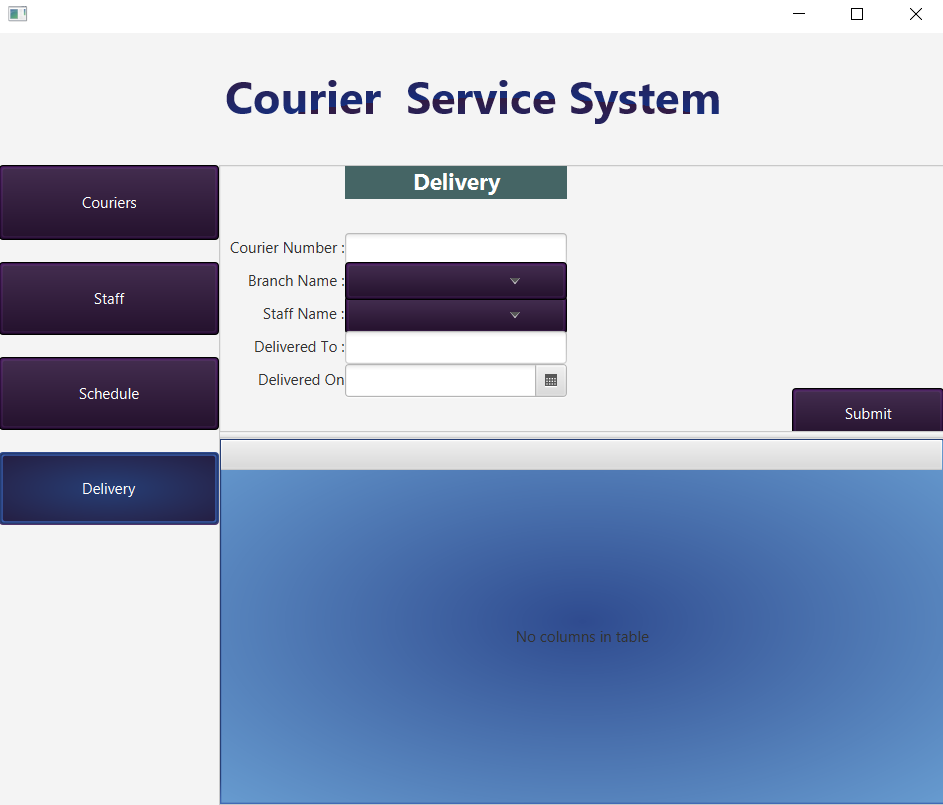 Courier  Service System
Couriers
Staff
Schedule
Delivery
Delivery
Courier Number :
Branch Name :
Staff Name :
Delivered To :
Delivered On
Submit
No columns in table